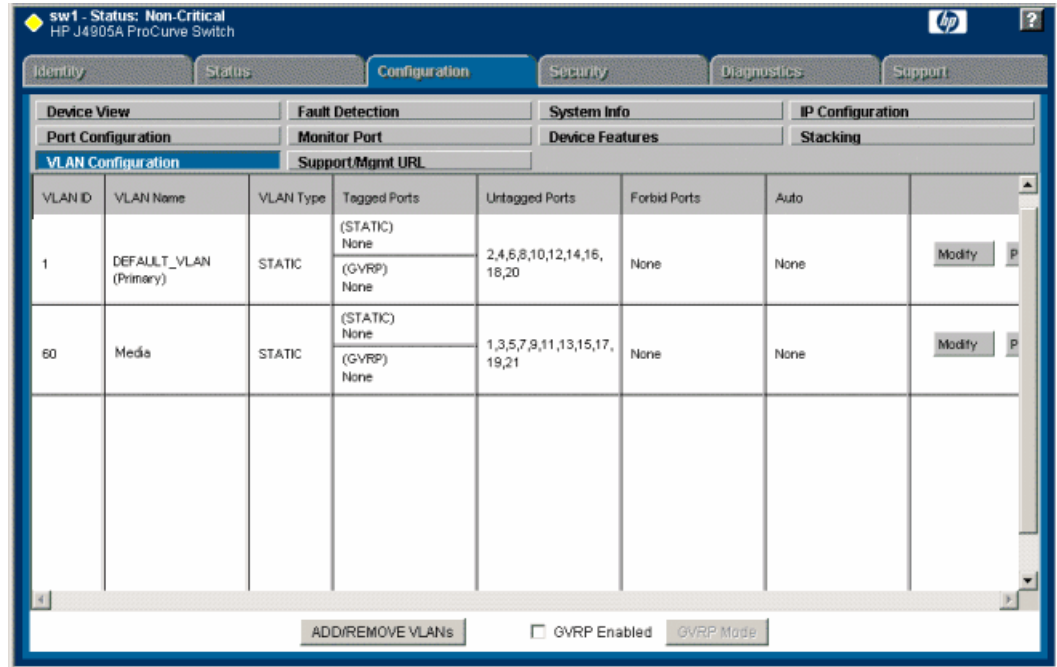 sw1 - Status: Non-Critical
HP J4905A ProCurve Switch
hp
?
Identity
Status
Configuration
Security
Diagnostics
Support
Device View
Fault Detection
System Info
IP Configuration
Port Configuration
Monitor Port
Device Features
Stacking
VLAN Configuration
Support/Mgmt URL
VLAN ID
VLAN Name
VLAN Type
Tagged Ports
Untagged Ports
Forbid Ports
Auto
1
DEFAULT_VLAN
(Primary)
STATIC
(STATIC)
None
(GVRP)
None
2,4,6,8,10,12,14,16,
18,20
None
None
Modify
P
60
Media
STATIC
(STATIC)
None
(GVRP)
None
1,3,5,7,9,11,13,15,17,
19,21
None
None
Modify
P
ADD/REMOVE VLANs
GVRP Enabled
GVRP Mode